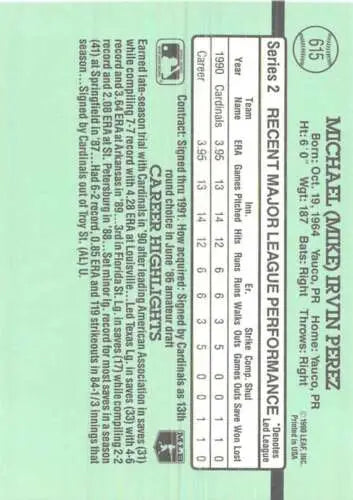 615
MICHAEL (MIKE) IRVIN PEREZ
Born: Oct. 19, 1964 Yauco, PR Home: Yauco, PR
Ht: 6' 0" Wgt: 187 Bats: Right Throws: Right
© 1990 LEAF, INC.
Printed in USA
Series 2 RECENT MAJOR LEAGUE PERFORMANCE *Denotes Led League
Team Inn. Er. Strike Comp. Shut
Year Name ERA Games Pitched Hits Runs Runs Walks Outs Games Outs Save Won Lost
1990 Cardinals 3.95 13 14 12 6 6 3 5 0 0 1 1 0
Career 3.95 13 14 12 6 6 3 5 0 0 1 1 0
Contract: Signed thru 1991. How acquired: Signed by Cardinals as 13th
round choice in June '86 amateur draft
CAREER HIGHLIGHTS
MLB
Earned late-season trial with Cardinals in '90 after leading American Association in saves (31)
while compiling 7-7 record with 4.28 ERA at Louisville...Led Texas Lg. in saves (33) with 4-6
record and 3.64 ERA at Arkansas in '89...3rd in Florida St. Lg. in saves (17) while compiling 2-2
record and 2.08 ERA at St. Petersburg in '88...Set minor lg. record for most saves in a season
(41) at Springfield in '87...Had 6-2 record, 0.85 ERA and 119 strikeouts in 84-1/3 innings that
season...Signed by Cardinals out of Troy St. (AL) U.